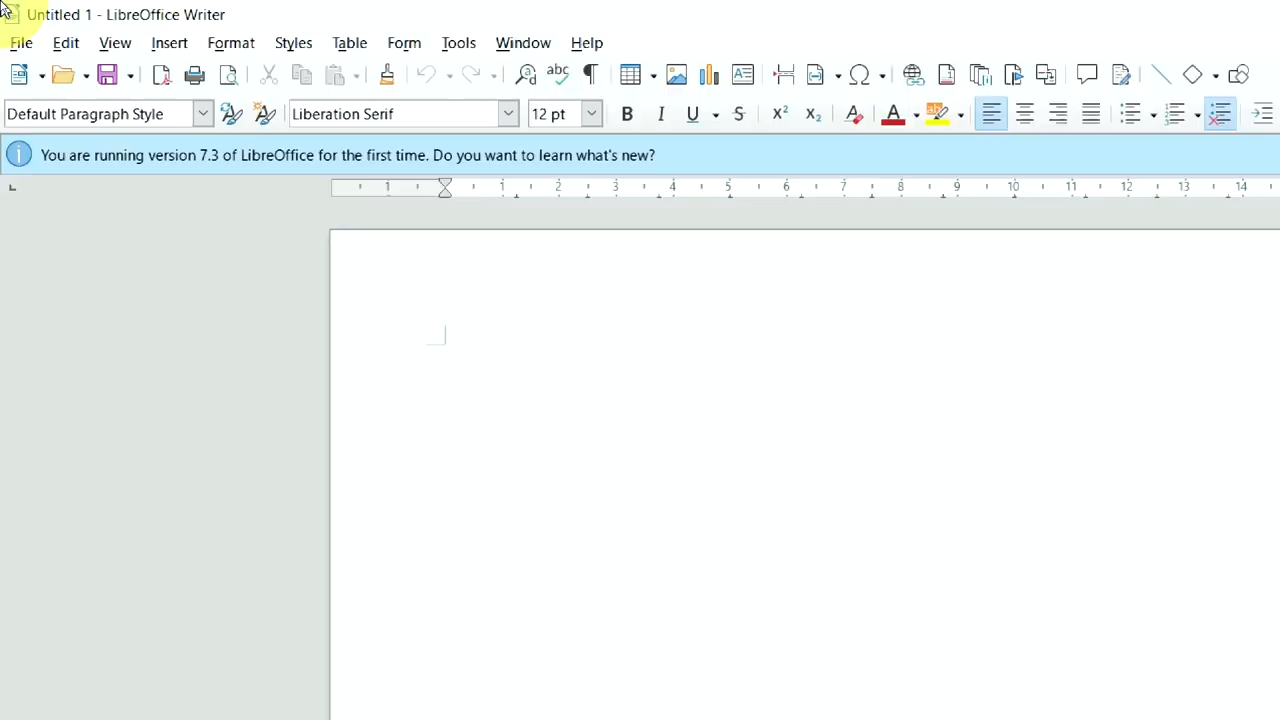 Untitled 1 - LibreOffice Writer
File Edit View Insert Format Styles Table Form Tools Window Help
Default Paragraph Style Liberation Serif 12 pt B I U S X² X₂ A
You are running version 7.3 of LibreOffice for the first time. Do you want to learn what's new?
1 1 2 3 4 5 6 7 8 9 10 11 12 13 14